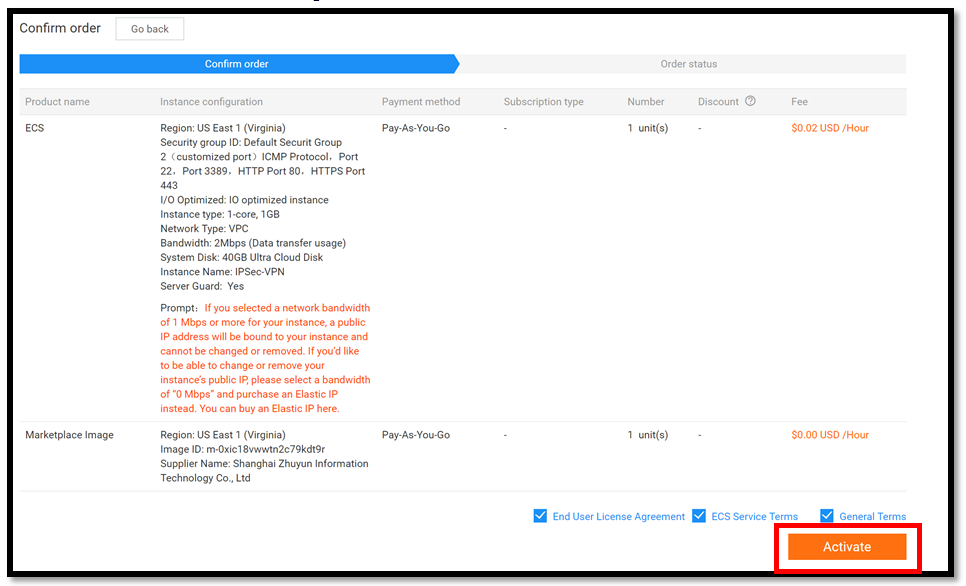 Confirm order
Go back
Confirm order
Order status
Product name Instance configuration Payment method Subscription type Number Discount Fee
ECS
Region: US East 1 (Virginia)
Security group ID: Default Securit Group
2（customized port）ICMP Protocol，Port
22，Port 3389，HTTP Port 80，HTTPS Port
443
I/O Optimized: IO optimized instance
Instance type: 1-core, 1GB
Network Type: VPC
Bandwidth: 2Mbps (Data transfer usage)
System Disk: 40GB Ultra Cloud Disk
Instance Name: IPSec-VPN
Server Guard: Yes
Prompt：If you selected a network bandwidth
of 1 Mbps or more for your instance, a public
IP address will be bound to your instance and
cannot be changed or removed. If you'd like
to be able to change or remove your
instance's public IP, please select a bandwidth
of "0 Mbps" and purchase an Elastic IP
instead. You can buy an Elastic IP here.
Pay-As-You-Go
-
1 unit(s)
-
$0.02 USD /Hour
Marketplace Image
Region: US East 1 (Virginia)
Image ID: m-0xic18vwwtn2c79kdt9r
Supplier Name: Shanghai Zhuyun Information
Technology Co., Ltd
Pay-As-You-Go
-
1 unit(s)
-
$0.00 USD /Hour
End User License Agreement
ECS Service Terms
General Terms
Activate